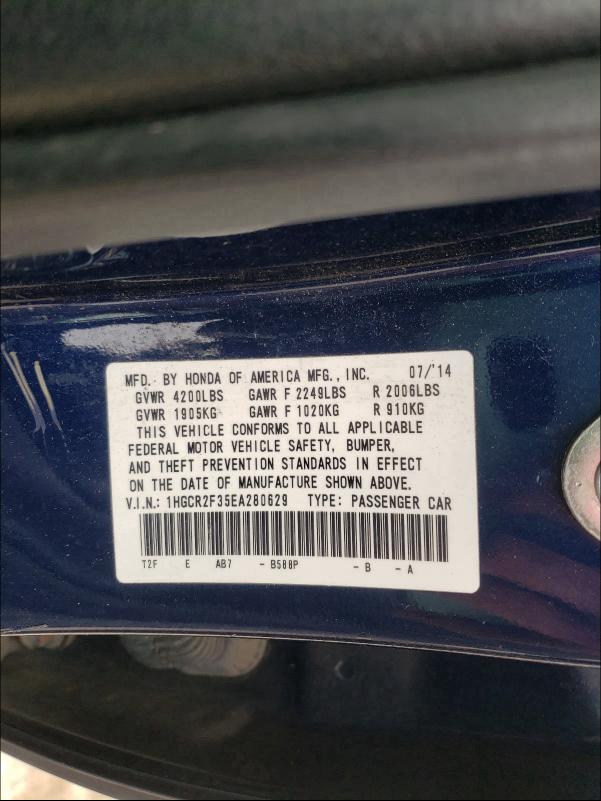 MFD. BY HONDA OF AMERICA MFG., INC. 07/'14
GVWR 4200LBS GAWR F 2249LBS R 2006LBS
GVWR 1905KG GAWR F 1020KG R 910KG
THIS VEHICLE CONFORMS TO ALL APPLICABLE
FEDERAL MOTOR VEHICLE SAFETY, BUMPER,
AND THEFT PREVENTION STANDARDS IN EFFECT
ON THE DATE OF MANUFACTURE SHOWN ABOVE.
V.I.N.: 1HGCR2F35EA280629 TYPE: PASSENGER CAR
T2F E AB7 - B588P - B - A